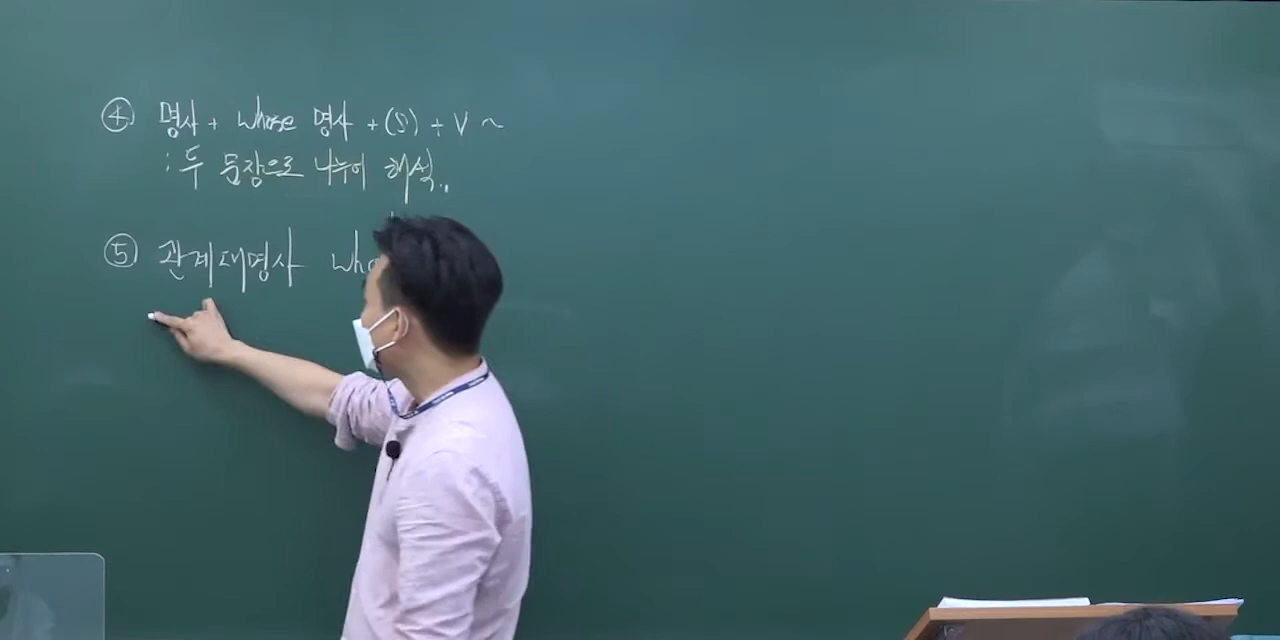 ④ 명사 + whose 명사 + (S) + V ~
: 두 문장으로 나누어 해석..
⑤ 관계대명사